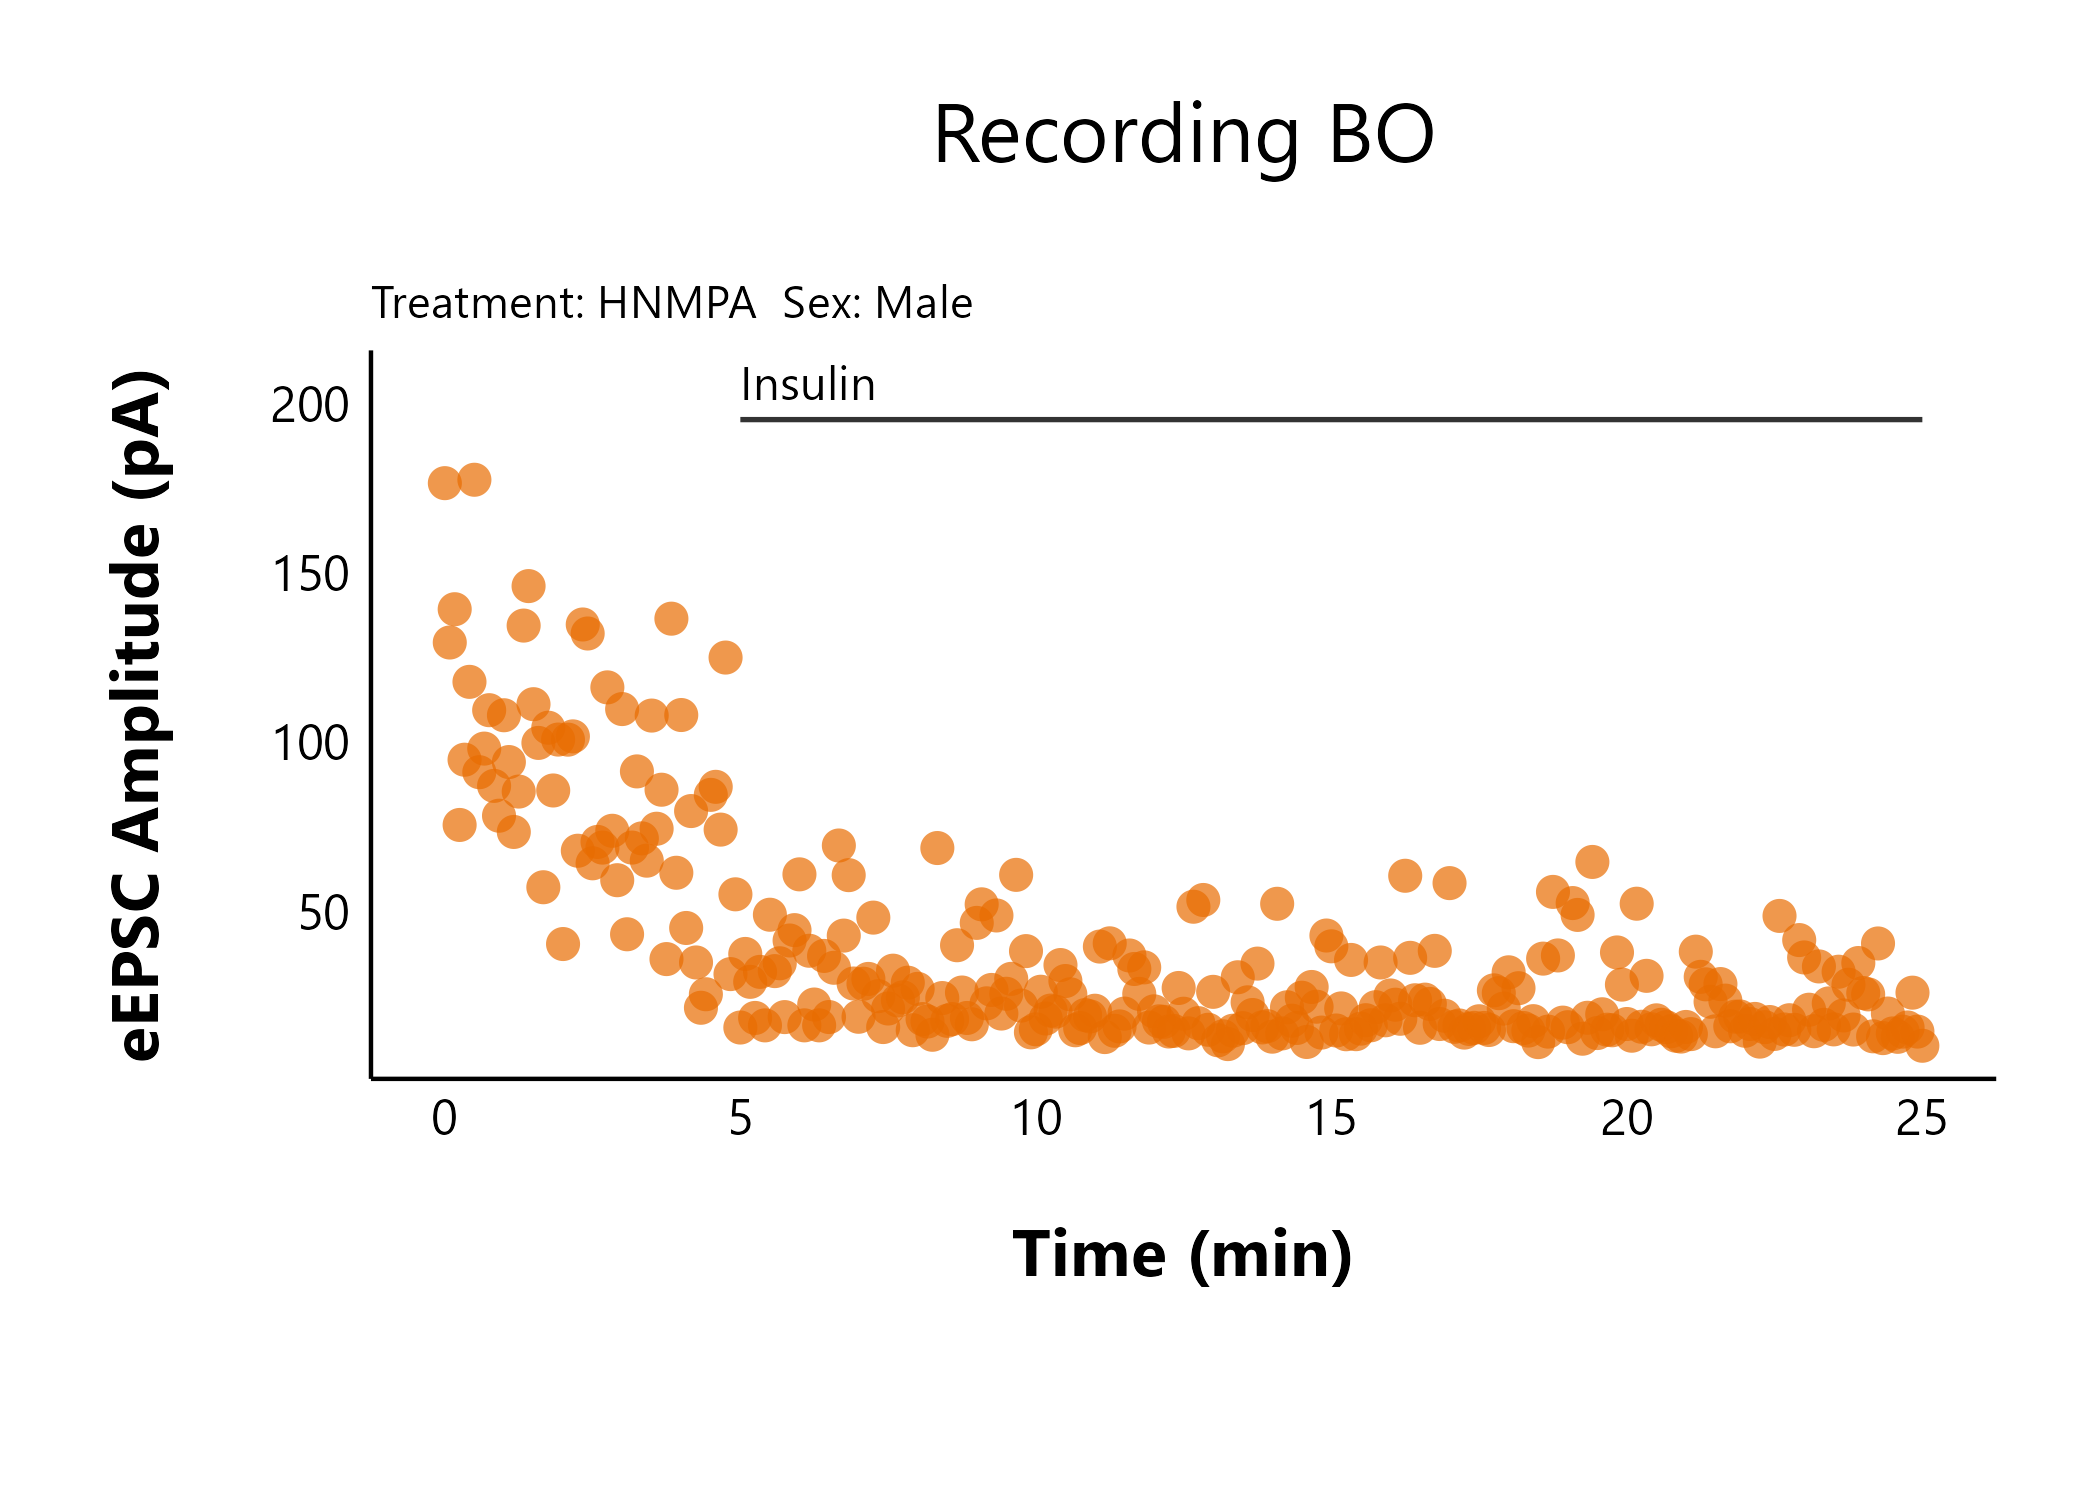 Recording BO
Treatment: HNMPA  Sex: Male
Insulin
eEPSC Amplitude (pA)
200
150
100
50
0 5 10 15 20 25
Time (min)